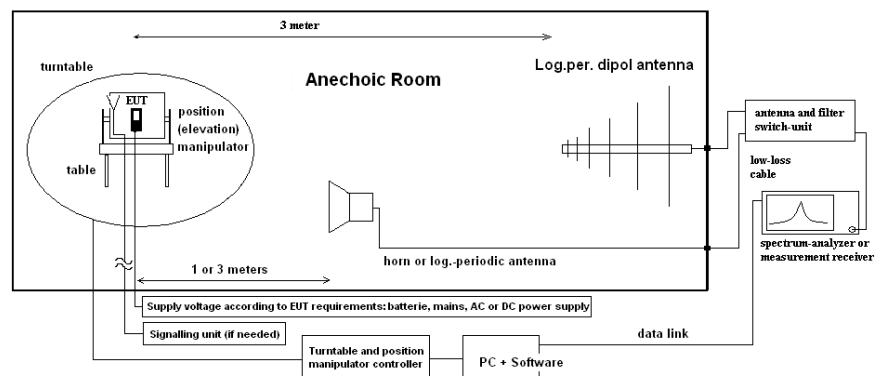 3 meter
turntable
Anechoic Room
Log.per. dipol antenna
EUT
position
(elevation)
manipulator
table
antenna and filter
switch-unit
low-loss
cable
spectrum-analyzer or
measurement receiver
horn or log.-periodic antenna
1 or 3 meters
Supply voltage according to EUT requirements: batterie, mains, AC or DC power supply
Signalling unit (if needed)
data link
Turntable and position
manipulator controller
PC + Software